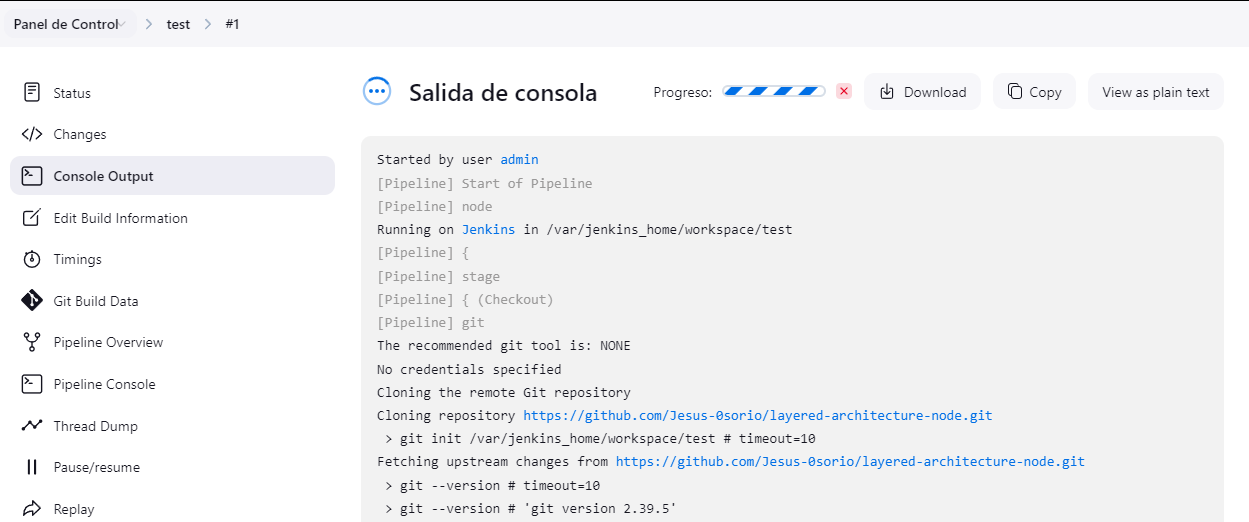 Panel de Control
test
#1
Status
Changes
Console Output
Edit Build Information
Timings
Git Build Data
Pipeline Overview
Pipeline Console
Thread Dump
Pause/resume
Replay
Salida de consola
Progreso:
Download
Copy
View as plain text
Started by user admin
[Pipeline] Start of Pipeline
[Pipeline] node
Running on Jenkins in /var/jenkins_home/workspace/test
[Pipeline] {
[Pipeline] stage
[Pipeline] { (Checkout)
[Pipeline] git
The recommended git tool is: NONE
No credentials specified
Cloning the remote Git repository
Cloning repository https://github.com/Jesus-0sorio/layered-architecture-node.git
 > git init /var/jenkins_home/workspace/test # timeout=10
Fetching upstream changes from https://github.com/Jesus-0sorio/layered-architecture-node.git
 > git --version # timeout=10
 > git --version # 'git version 2.39.5'